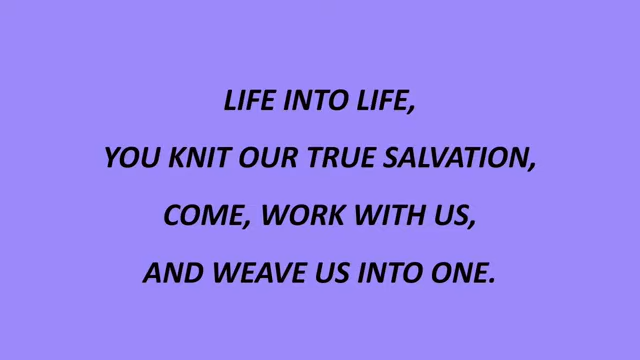 LIFE INTO LIFE,
YOU KNIT OUR TRUE SALVATION,
COME, WORK WITH US,
AND WEAVE US INTO ONE.